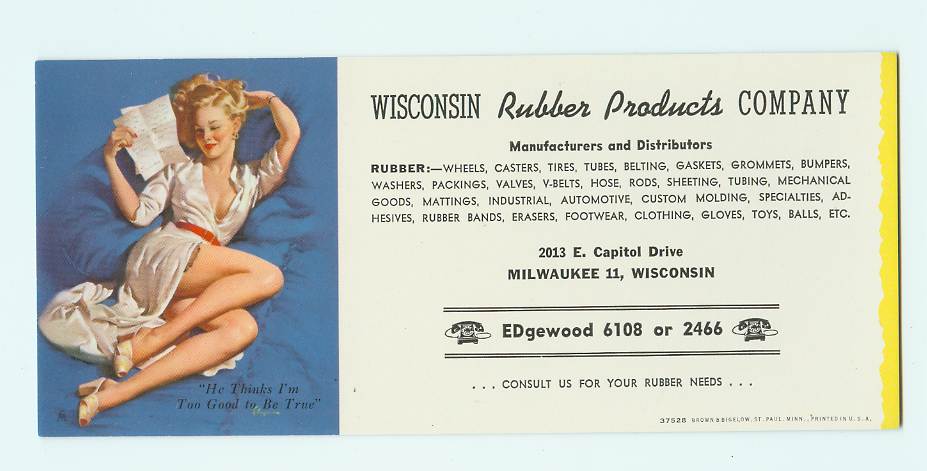 WISCONSIN Rubber Products COMPANY
Manufacturers and Distributors
RUBBER:—WHEELS, CASTERS, TIRES, TUBES, BELTING, GASKETS, GROMMETS, BUMPERS,
WASHERS, PACKINGS, VALVES, V-BELTS, HOSE, RODS, SHEETING, TUBING, MECHANICAL
GOODS, MATTINGS, INDUSTRIAL, AUTOMOTIVE, CUSTOM MOLDING, SPECIALTIES, AD-
HESIVES, RUBBER BANDS, ERASERS, FOOTWEAR, CLOTHING, GLOVES, TOYS, BALLS, ETC.
2013 E. Capitol Drive
MILWAUKEE 11, WISCONSIN
EDgewood 6108 or 2466
. . . CONSULT US FOR YOUR RUBBER NEEDS . . .
37528 BROWN & BIGELOW, ST. PAUL, MINN., PRINTED IN U.S.A.
"He Thinks I'm
Too Good to Be True"